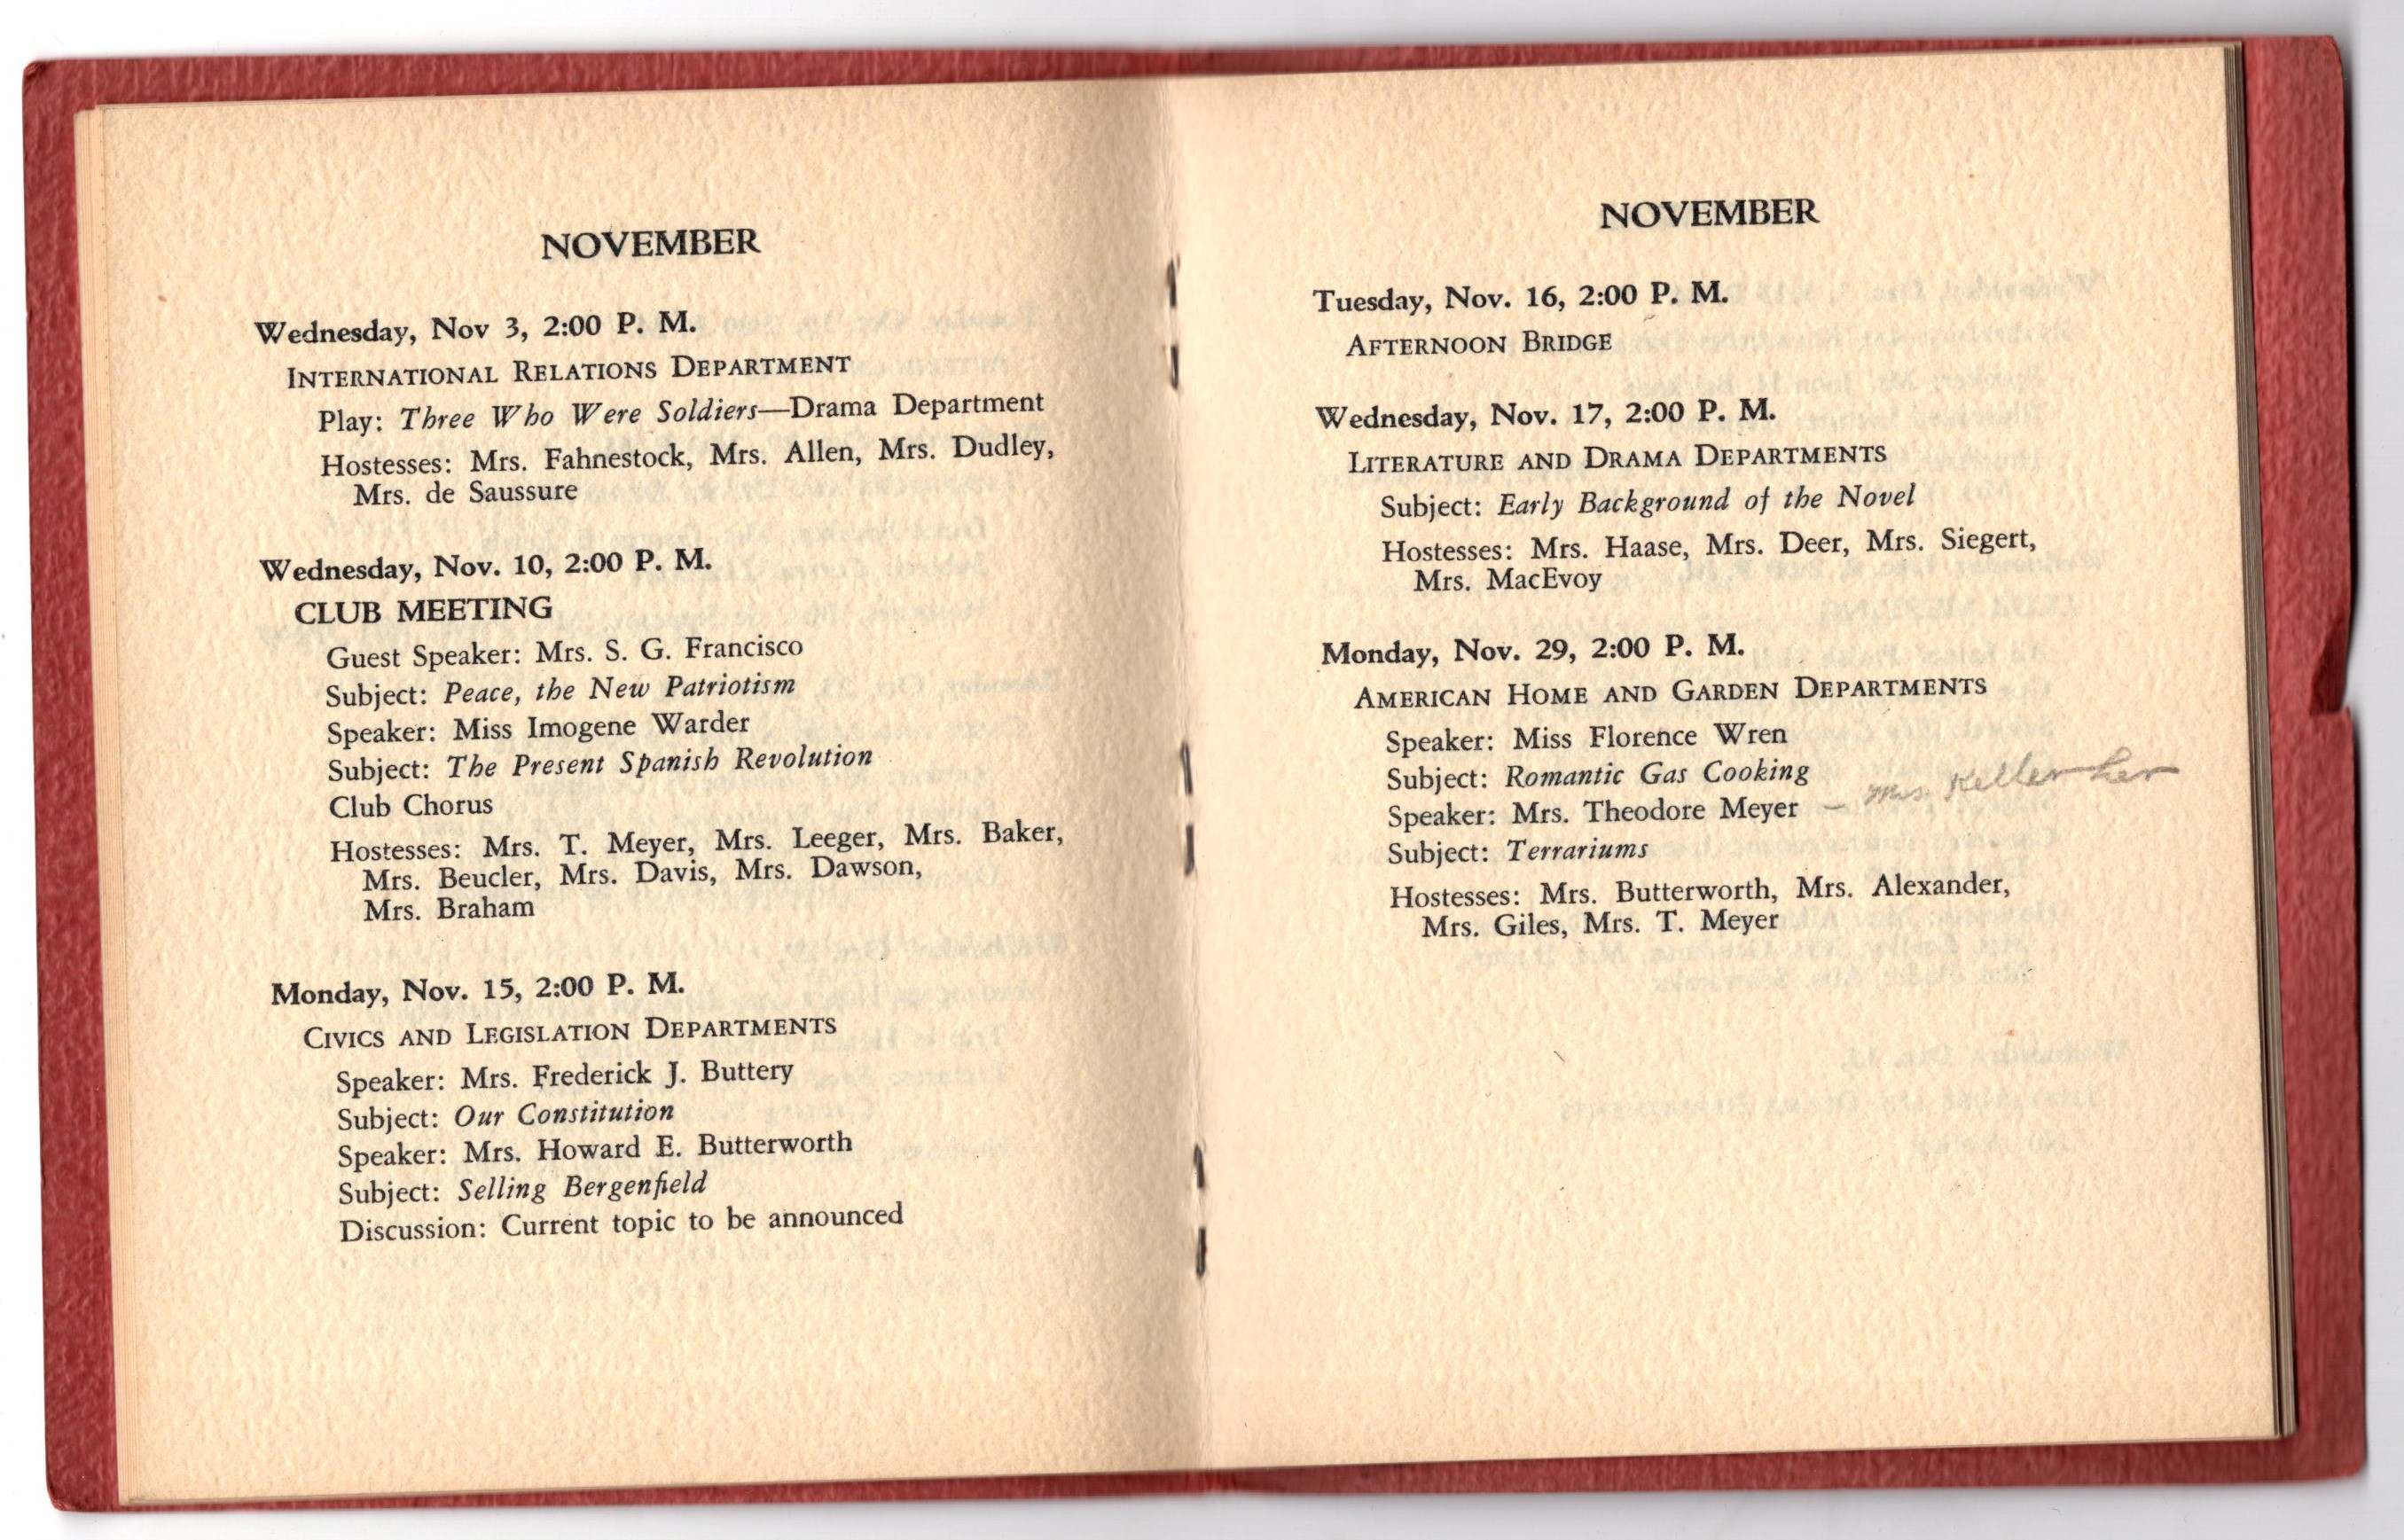 NOVEMBER
Wednesday, Nov 3, 2:00 P. M.
INTERNATIONAL RELATIONS DEPARTMENT
Play: Three Who Were Soldiers—Drama Department
Hostesses: Mrs. Fahnestock, Mrs. Allen, Mrs. Dudley,
Mrs. de Saussure
Wednesday, Nov. 10, 2:00 P. M.
CLUB MEETING
Guest Speaker: Mrs. S. G. Francisco
Subject: Peace, the New Patriotism
Speaker: Miss Imogene Warder
Subject: The Present Spanish Revolution
Club Chorus
Hostesses: Mrs. T. Meyer, Mrs. Leeger, Mrs. Baker,
Mrs. Beucler, Mrs. Davis, Mrs. Dawson,
Mrs. Braham
Monday, Nov. 15, 2:00 P. M.
CIVICS AND LEGISLATION DEPARTMENTS
Speaker: Mrs. Frederick J. Buttery
Subject: Our Constitution
Speaker: Mrs. Howard E. Butterworth
Subject: Selling Bergenfield
Discussion: Current topic to be announced
NOVEMBER
Tuesday, Nov. 16, 2:00 P. M.
AFTERNOON BRIDGE
Wednesday, Nov. 17, 2:00 P. M.
LITERATURE AND DRAMA DEPARTMENTS
Subject: Early Background of the Novel
Hostesses: Mrs. Haase, Mrs. Deer, Mrs. Siegert,
Mrs. MacEvoy
Monday, Nov. 29, 2:00 P. M.
AMERICAN HOME AND GARDEN DEPARTMENTS
Speaker: Miss Florence Wren
Subject: Romantic Gas Cooking
Speaker: Mrs. Theodore Meyer – Mrs.
Subject: Terrariums
Hostesses: Mrs. Butterworth, Mrs. Alexander,
Mrs. Giles, Mrs. T. Meyer